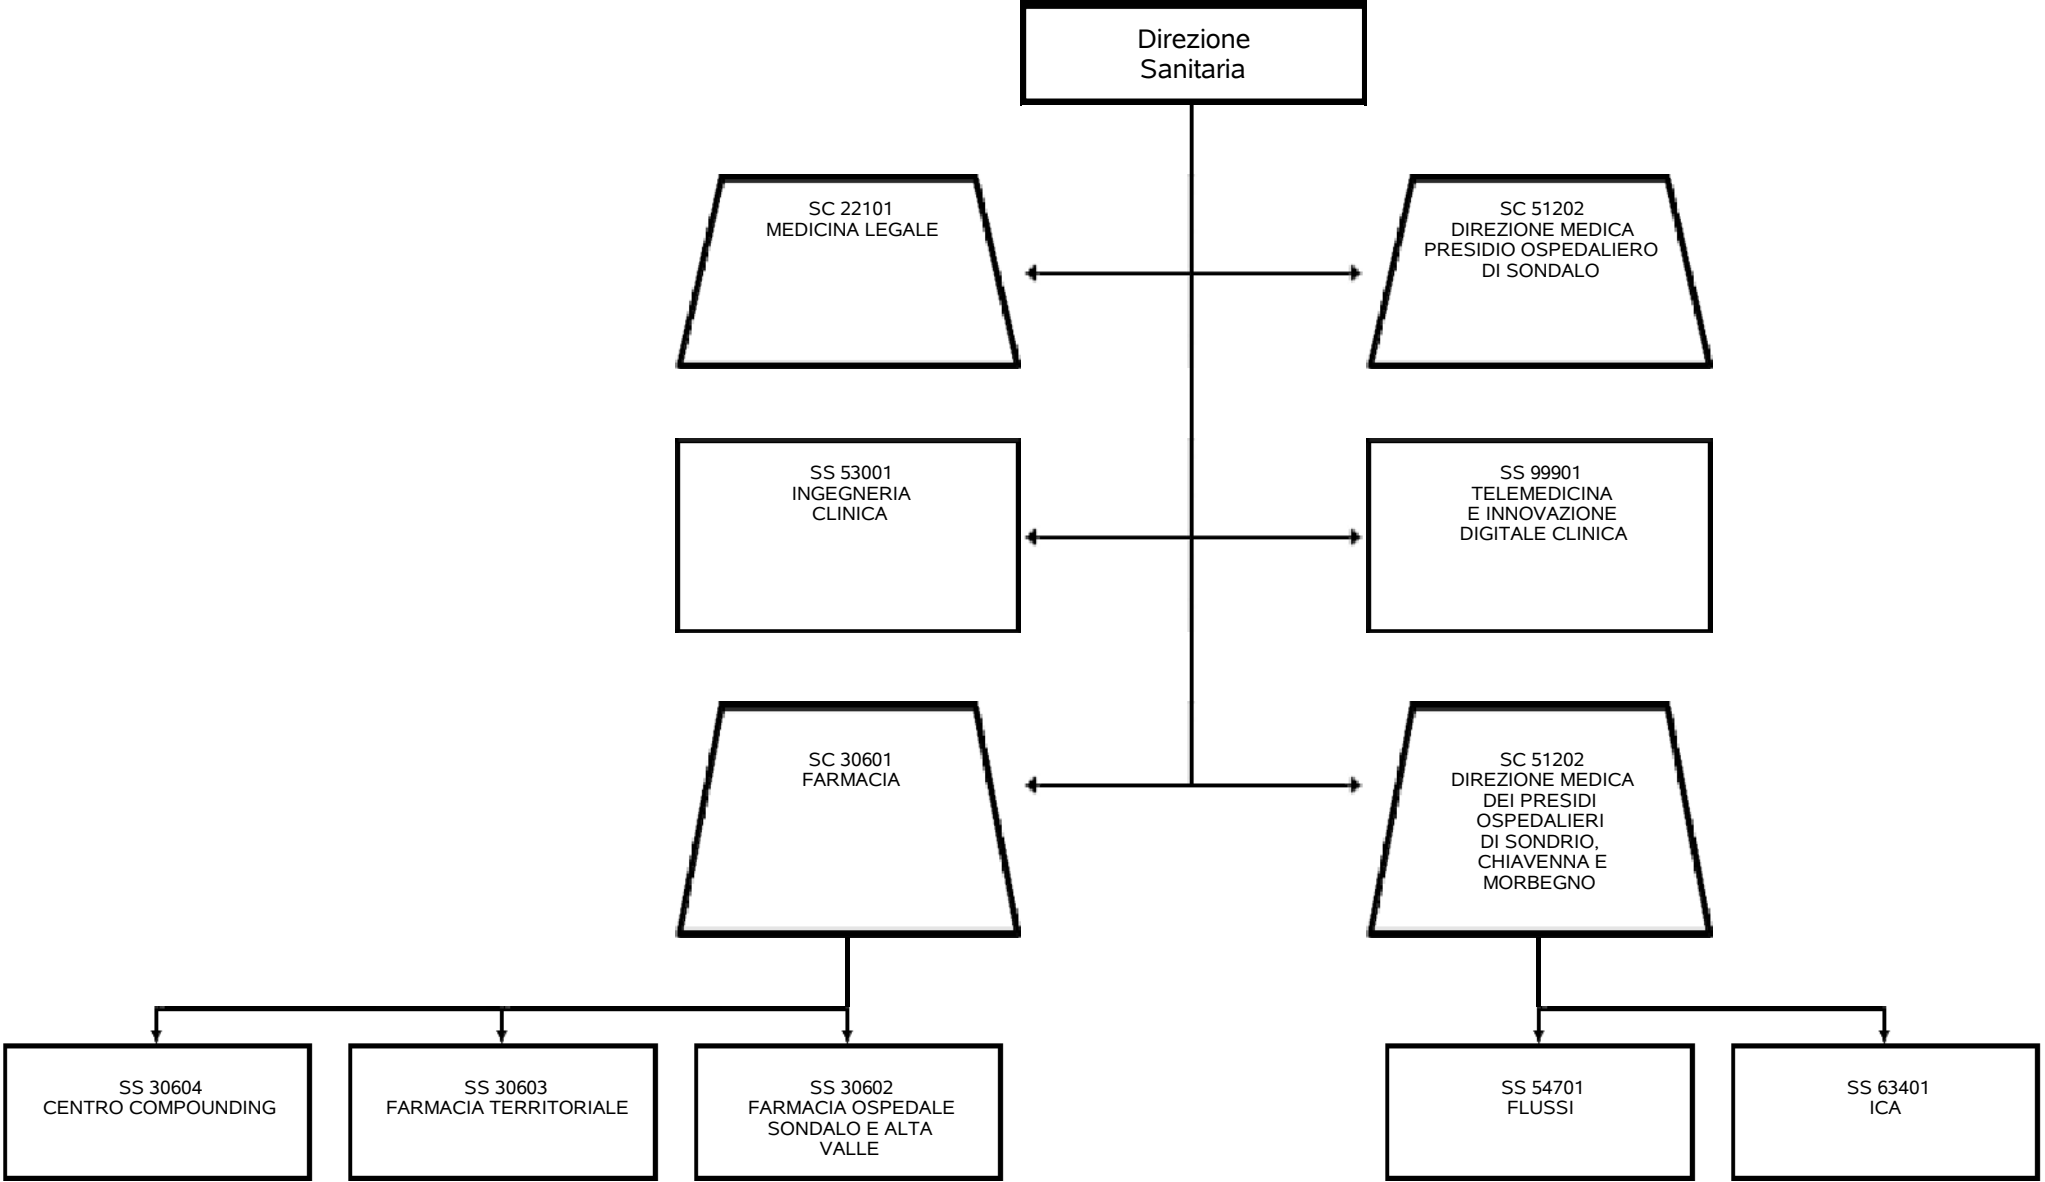 Direzione
Sanitaria
SC 22101
MEDICINA LEGALE
SC 51202
DIREZIONE MEDICA
PRESIDIO OSPEDALIERO
DI SONDALO
SS 53001
INGEGNERIA
CLINICA
SS 99901
TELEMEDICINA
E INNOVAZIONE
DIGITALE CLINICA
SC 30601
FARMACIA
SC 51202
DIREZIONE MEDICA
DEI PRESIDI
OSPEDALIERI
DI SONDRIO,
CHIAVENNA E
MORBEGNO
SS 30604
CENTRO COMPOUNDING
SS 30603
FARMACIA TERRITORIALE
SS 30602
FARMACIA OSPEDALE
SONDALO E ALTA
VALLE
SS 54701
FLUSSI
SS 63401
ICA